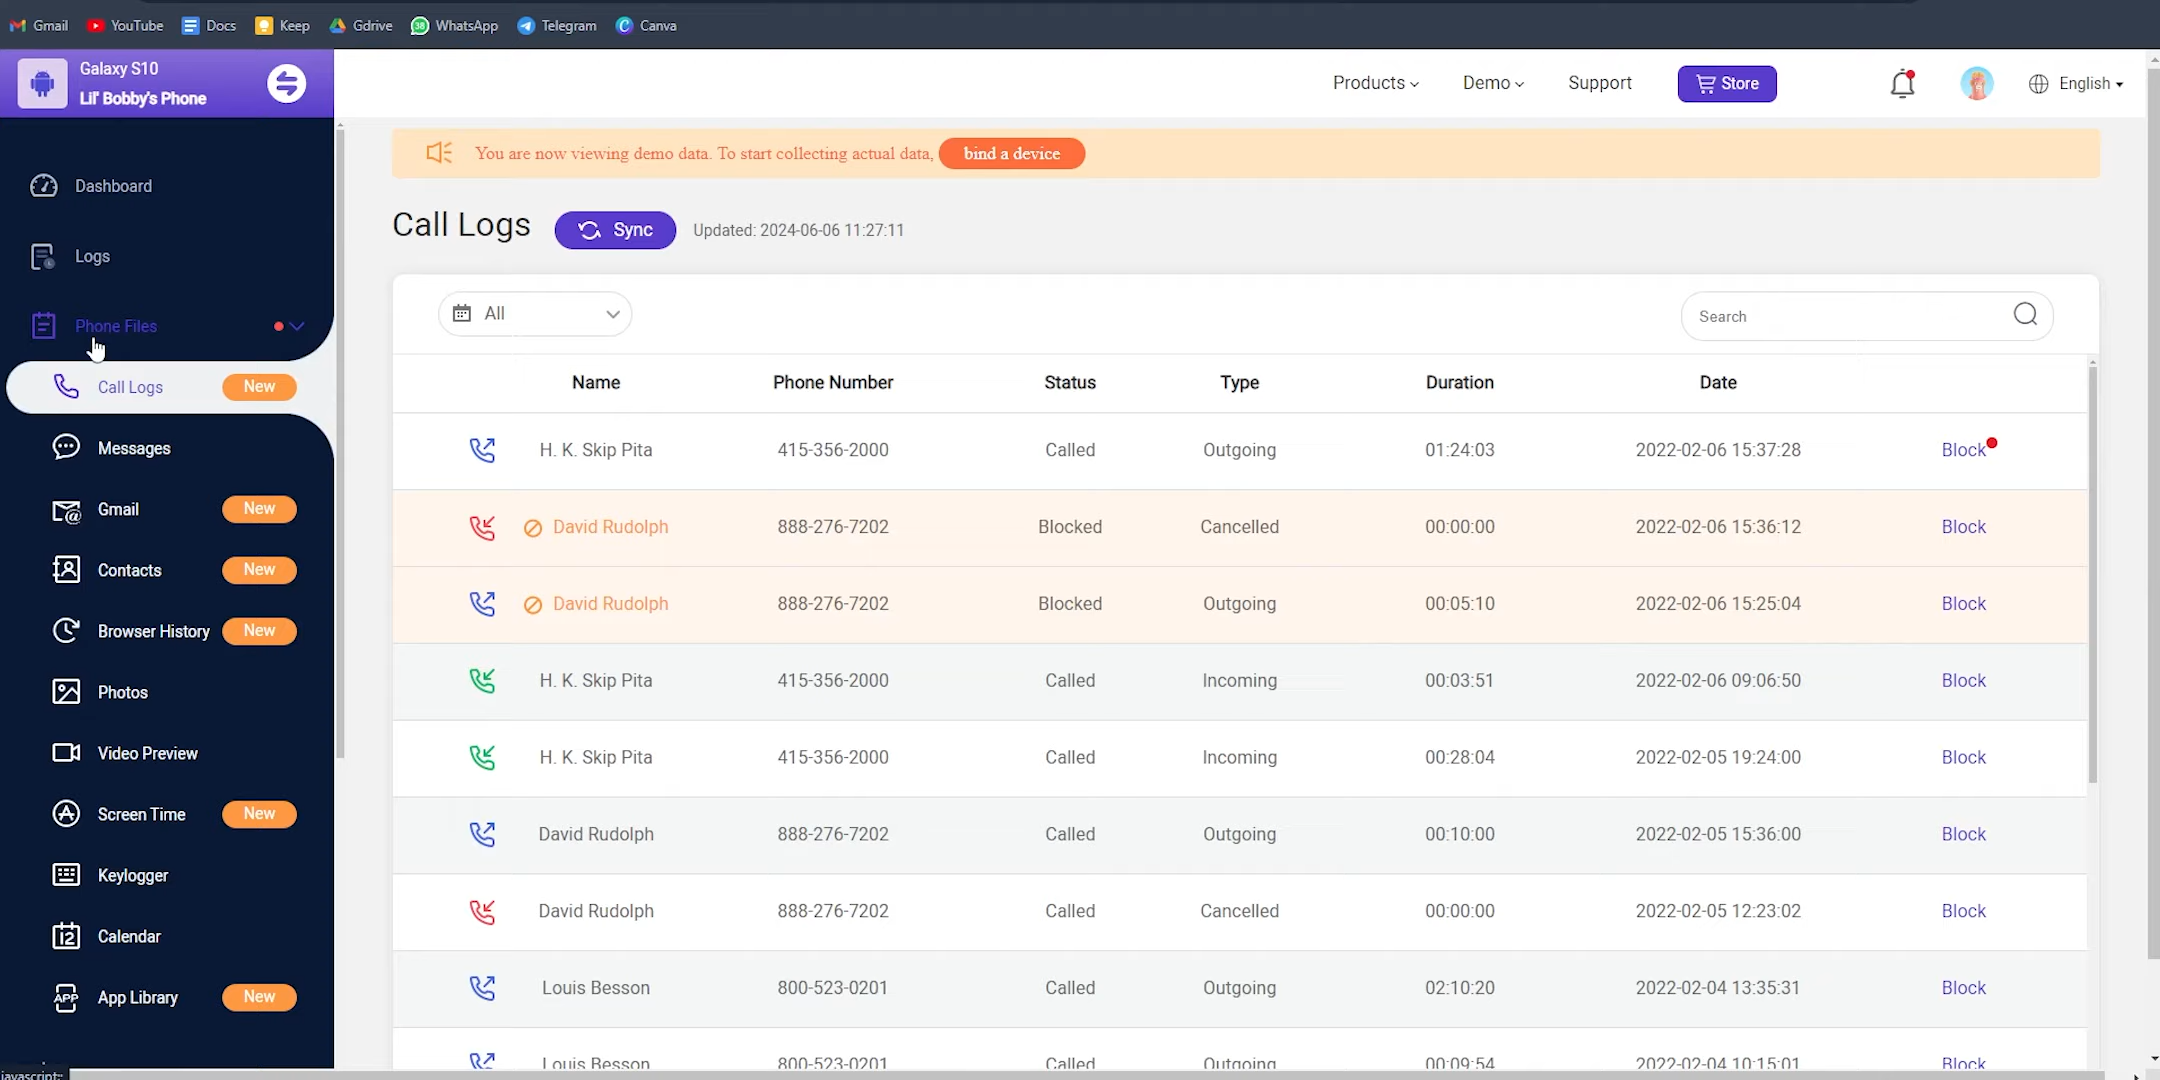 Gmail YouTube Docs Keep Gdrive WhatsApp Telegram Canva
Galaxy S10
Lil' Bobby's Phone
Products Demo Support Store English
You are now viewing demo data. To start collecting actual data, bind a device
Dashboard
Logs
Phone Files
Call Logs New
Messages
Gmail New
Contacts New
Browser History New
Photos
Video Preview
Screen Time New
Keylogger
Calendar
App Library New
javascript:;
Call Logs Sync Updated: 2024-06-06 11:27:11
All Search
Name Phone Number Status Type Duration Date
H. K. Skip Pita 415-356-2000 Called Outgoing 01:24:03 2022-02-06 15:37:28 Block
David Rudolph 888-276-7202 Blocked Cancelled 00:00:00 2022-02-06 15:36:12 Block
David Rudolph 888-276-7202 Blocked Outgoing 00:05:10 2022-02-06 15:25:04 Block
H. K. Skip Pita 415-356-2000 Called Incoming 00:03:51 2022-02-06 09:06:50 Block
H. K. Skip Pita 415-356-2000 Called Incoming 00:28:04 2022-02-05 19:24:00 Block
David Rudolph 888-276-7202 Called Outgoing 00:10:00 2022-02-05 15:36:00 Block
David Rudolph 888-276-7202 Called Cancelled 00:00:00 2022-02-05 12:23:02 Block
Louis Besson 800-523-0201 Called Outgoing 02:10:20 2022-02-04 13:35:31 Block
Louis Besson 800-523-0201 Called Outgoing 00:09:54 2022-02-04 10:15:01 Block